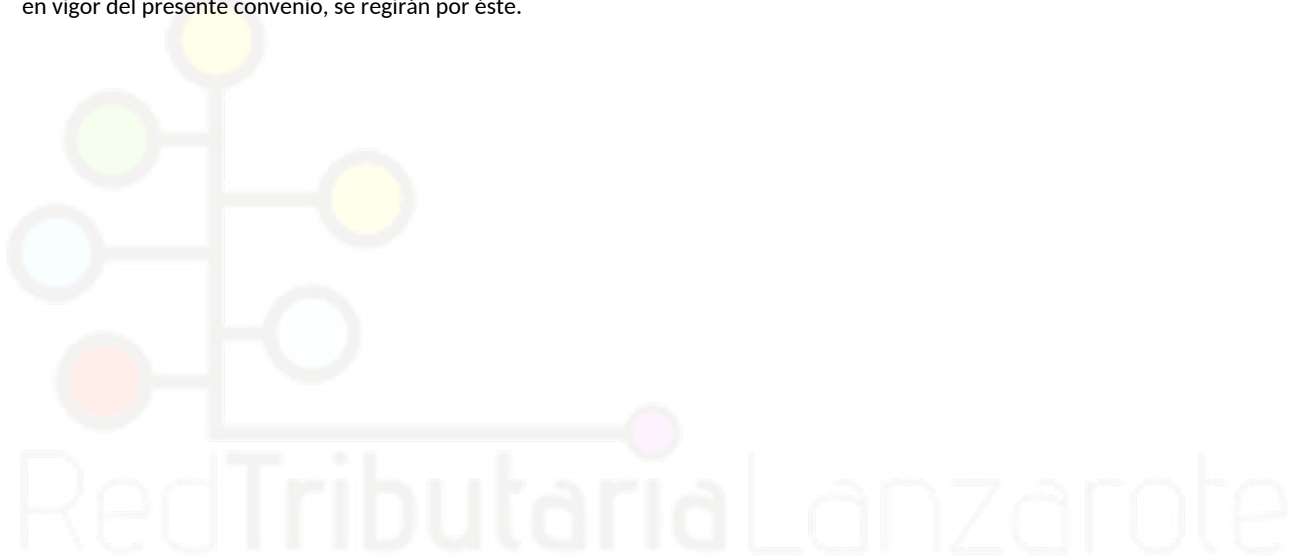 en vigor del presente convenio, se regirán por éste.
RedTributariaLanzarote